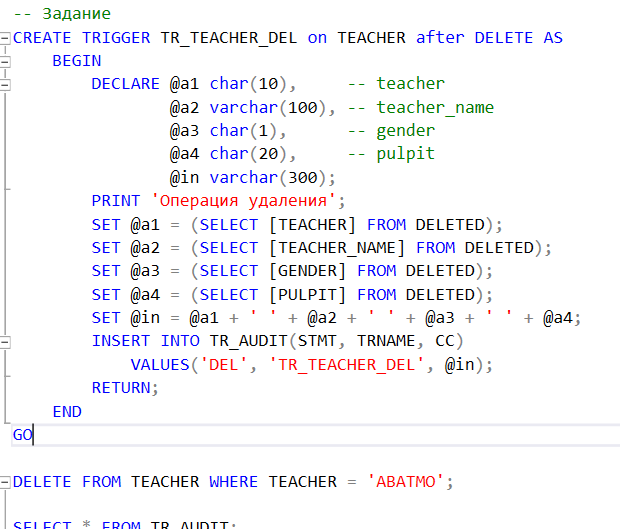 -- Задание
CREATE TRIGGER TR_TEACHER_DEL on TEACHER after DELETE AS
BEGIN
DECLARE @a1 char(10), -- teacher
@a2 varchar(100), -- teacher_name
@a3 char(1), -- gender
@a4 char(20), -- pulpit
@in varchar(300);
PRINT 'Операция удаления';
SET @a1 = (SELECT [TEACHER] FROM DELETED);
SET @a2 = (SELECT [TEACHER_NAME] FROM DELETED);
SET @a3 = (SELECT [GENDER] FROM DELETED);
SET @a4 = (SELECT [PULPIT] FROM DELETED);
SET @in = @a1 + ' ' + @a2 + ' ' + @a3 + ' ' + @a4;
INSERT INTO TR_AUDIT(STMT, TRNAME, CC)
VALUES('DEL', 'TR_TEACHER_DEL', @in);
RETURN;
END
GO
DELETE FROM TEACHER WHERE TEACHER = 'АВАТМО';
SELECT * FROM TR_AUDIT;